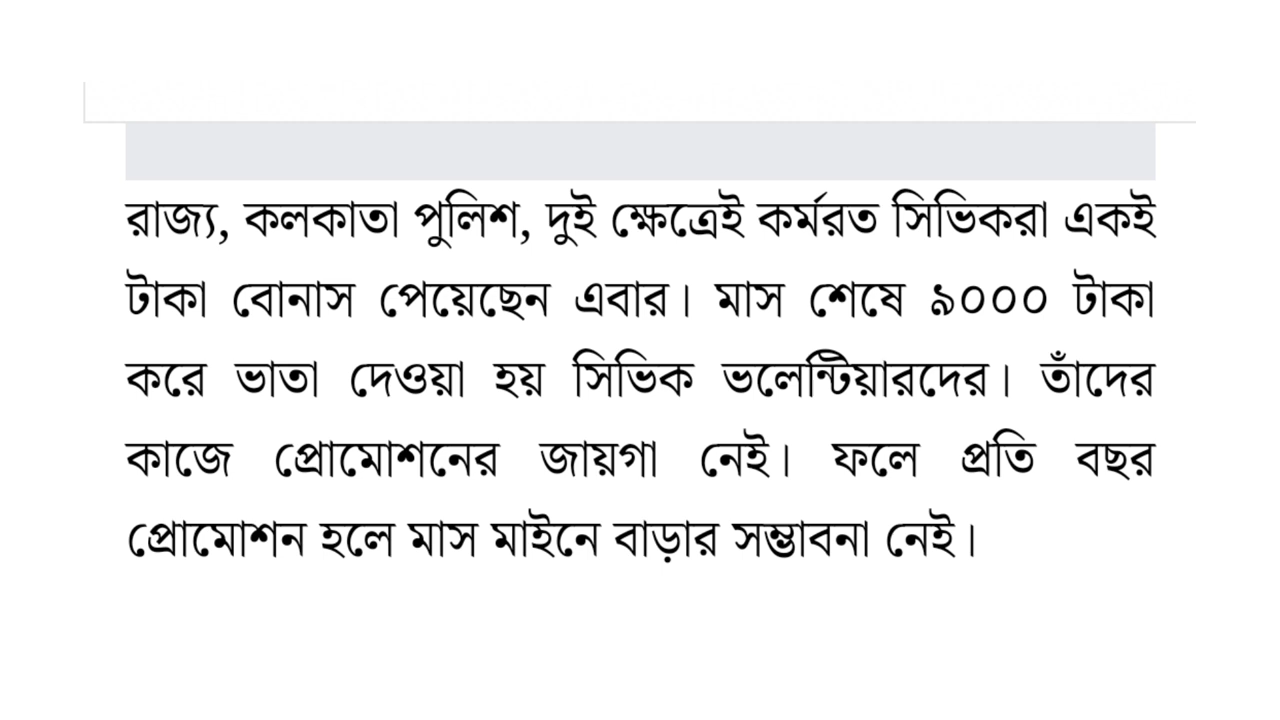 রাজ্য, কলকাতা পুলিশ, দুই ক্ষেত্রেই কর্মরত সিভিকরা একই
টাকা বোনাস পেয়েছেন এবার। মাস শেষে ৯০০০ টাকা
করে ভাতা দেওয়া হয় সিভিক ভলেন্টিয়ারদের। তাঁদের
কাজে প্রোমোশনের জায়গা নেই। ফলে প্রতি বছর
প্রোমোশন হলে মাস মাইনে বাড়ার সম্ভাবনা নেই।